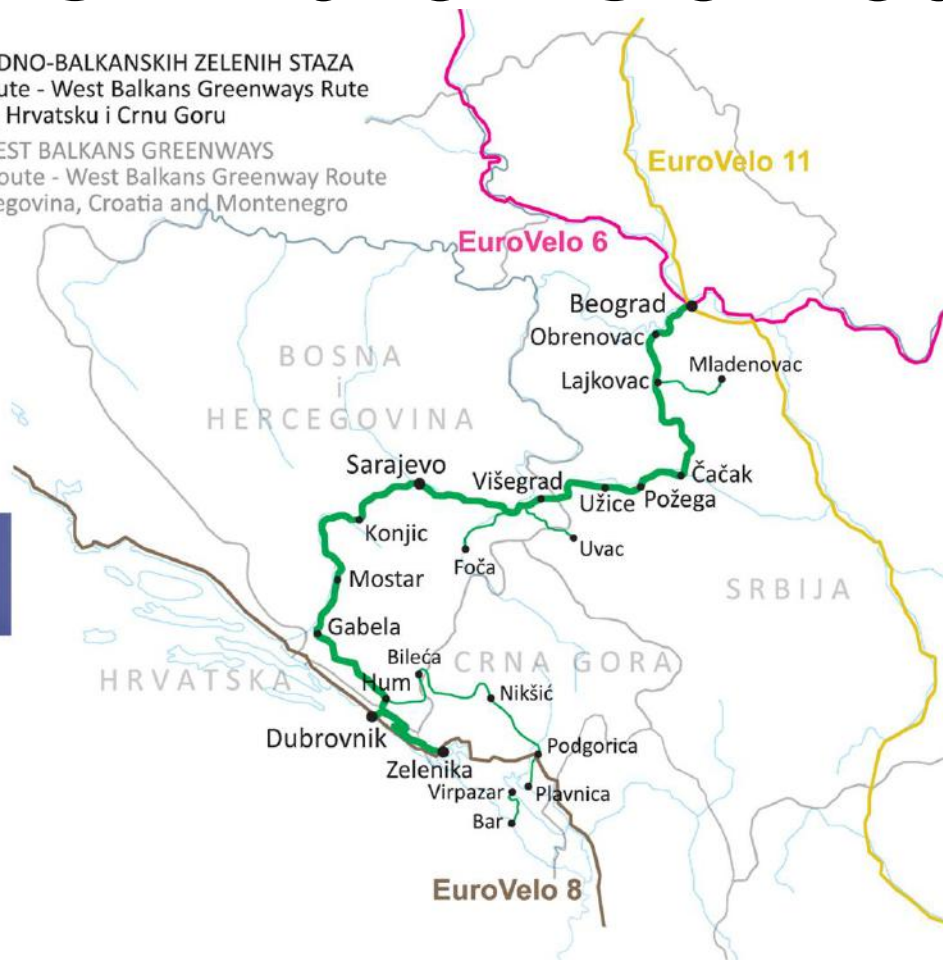 DNO-BALKANSKIH ZELENIH STAZA
ute - West Balkans Greenways Rute
Hrvatsku i Crnu Goru
EST BALKANS GREENWAYS
oute - West Balkans Greenway Route
egovina, Croatia and Montenegro
EuroVelo 11
EuroVelo 6
Beograd
Obrenovac
Mladenovac
Lajkovac
BOSNA
i
HERCEGOVINA
Sarajevo
Višegrad
Čačak
Užice
Požega
Konjic
Foča
Uvac
Mostar
SRBIJA
Gabela
Bileća
CRNA GORA
HRVATSKA
Hum
Nikšić
Dubrovnik
Podgorica
Zelenika
Virpazar
Plavnica
Bar
EuroVelo 8